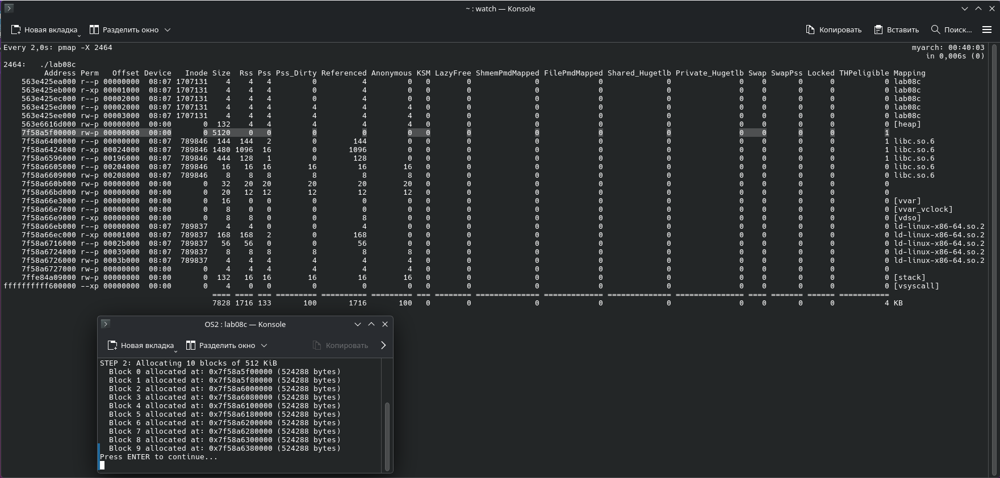 ~ : watch — Konsole
Новая вкладка Разделить окно Копировать Вставить Поиск...
Every 2,0s: pmap -X 2464 myarch: 00:40:03
in 0,006s (0)
2464: ./lab08c
Address Perm Offset Device Inode Size Rss Pss Pss_Dirty Referenced Anonymous KSM LazyFree ShmemPmdMapped FilePmdMapped Shared_Hugetlb Private_Hugetlb Swap SwapPss Locked THPeligible Mapping
563e425ea000 r--p 00000000 08:07 1707131 4 4 4 0 4 0 0 0 0 0 0 0 0 0 0 0 lab08c
563e425eb000 r-xp 00001000 08:07 1707131 4 4 4 0 4 0 0 0 0 0 0 0 0 0 0 0 lab08c
563e425ec000 r--p 00002000 08:07 1707131 4 4 4 0 4 0 0 0 0 0 0 0 0 0 0 0 lab08c
563e425ed000 r--p 00002000 08:07 1707131 4 4 4 4 4 4 0 0 0 0 0 0 0 0 0 0 lab08c
563e425ee000 rw-p 00003000 08:07 1707131 4 4 4 4 4 4 0 0 0 0 0 0 0 0 0 0 lab08c
563e6616d000 rw-p 00000000 00:00 0 132 4 4 4 4 4 0 0 0 0 0 0 0 0 0 0 [heap]
7f58a5f00000 rw-p 00000000 00:00 0 5120 0 0 0 0 0 0 0 0 0 0 0 0 0 0 1
7f58a6400000 r--p 00000000 08:07 789846 144 144 2 0 144 0 0 0 0 0 0 0 0 0 0 1 libc.so.6
7f58a6424000 r-xp 00024000 08:07 789846 1480 1096 16 0 1096 0 0 0 0 0 0 0 0 0 0 1 libc.so.6
7f58a6596000 r--p 00196000 08:07 789846 444 128 1 0 128 0 0 0 0 0 0 0 0 0 0 1 libc.so.6
7f58a6605000 r--p 00204000 08:07 789846 16 16 16 16 16 16 0 0 0 0 0 0 0 0 0 0 libc.so.6
7f58a6609000 rw-p 00208000 08:07 789846 8 8 8 8 8 8 0 0 0 0 0 0 0 0 0 0 libc.so.6
7f58a660b000 rw-p 00000000 00:00 0 32 20 20 20 20 20 0 0 0 0 0 0 0 0 0 0
7f58a66bd000 rw-p 00000000 00:00 0 20 12 12 12 12 12 0 0 0 0 0 0 0 0 0 0
7f58a66e3000 r--p 00000000 00:00 0 16 0 0 0 0 0 0 0 0 0 0 0 0 0 0 0 [vvar]
7f58a66e7000 r--p 00000000 00:00 0 8 0 0 0 0 0 0 0 0 0 0 0 0 0 0 0 [vvar_vclock]
7f58a66e9000 r-xp 00000000 00:00 0 8 8 0 0 8 0 0 0 0 0 0 0 0 0 0 0 [vdso]
7f58a66eb000 r--p 00000000 08:07 789837 4 4 0 0 4 0 0 0 0 0 0 0 0 0 0 0 ld-linux-x86-64.so.2
7f58a66ec000 r-xp 00001000 08:07 789837 168 168 2 0 168 0 0 0 0 0 0 0 0 0 0 0 ld-linux-x86-64.so.2
7f58a6716000 r--p 0002b000 08:07 789837 56 56 0 0 56 0 0 0 0 0 0 0 0 0 0 0 ld-linux-x86-64.so.2
7f58a6724000 r--p 00039000 08:07 789837 8 8 8 8 8 8 0 0 0 0 0 0 0 0 0 0 ld-linux-x86-64.so.2
7f58a6726000 rw-p 0003b000 08:07 789837 4 4 4 4 4 4 0 0 0 0 0 0 0 0 0 0 ld-linux-x86-64.so.2
7f58a6727000 rw-p 00000000 00:00 0 4 4 4 4 4 4 0 0 0 0 0 0 0 0 0 0
7ffe84a09000 rw-p 00000000 00:00 0 132 16 16 16 16 16 0 0 0 0 0 0 0 0 0 0 [stack]
ffffffffff600000 --xp 00000000 00:00 0 4 0 0 0 0 0 0 0 0 0 0 0 0 0 0 0 [vsyscall]
==== ==== === ========= ========== ========= === ======== ============== ============= ============== =============== ==== ======= ====== ===========
7828 1716 133 100 1716 100 0 0 0 0 0 0 0 0 0 4 KB
OS2 : lab08c — Konsole
Новая вкладка Разделить окно Копировать
STEP 2: Allocating 10 blocks of 512 KiB
Block 0 allocated at: 0x7f58a5f00000 (524288 bytes)
Block 1 allocated at: 0x7f58a5f80000 (524288 bytes)
Block 2 allocated at: 0x7f58a6000000 (524288 bytes)
Block 3 allocated at: 0x7f58a6080000 (524288 bytes)
Block 4 allocated at: 0x7f58a6100000 (524288 bytes)
Block 5 allocated at: 0x7f58a6180000 (524288 bytes)
Block 6 allocated at: 0x7f58a6200000 (524288 bytes)
Block 7 allocated at: 0x7f58a6280000 (524288 bytes)
Block 8 allocated at: 0x7f58a6300000 (524288 bytes)
Block 9 allocated at: 0x7f58a6380000 (524288 bytes)
Press ENTER to continue...